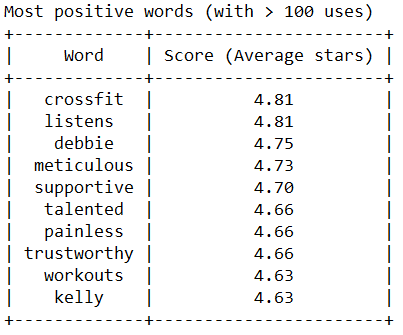 Most positive words (with > 100 uses)
+-------------+-----------------------+
|     Word    | Score (Average stars) |
+-------------+-----------------------+
|   crossfit  |          4.81         |
|   listens   |          4.81         |
|    debbie   |          4.75         |
|  meticulous |          4.73         |
|  supportive |          4.70         |
|   talented  |          4.66         |
|   painless  |          4.66         |
| trustworthy |          4.66         |
|   workouts  |          4.63         |
|    kelly    |          4.63         |
+-------------+-----------------------+